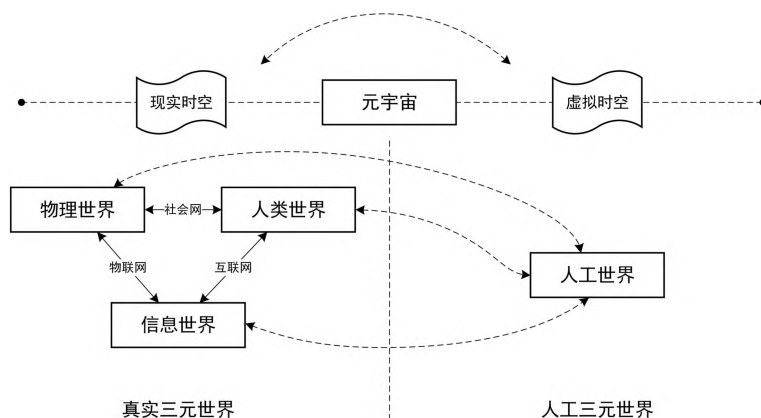 现实时空
元宇宙
虚拟时空
物理世界
社会网
人类世界
物联网
互联网
人工世界
信息世界
真实三元世界
人工三元世界